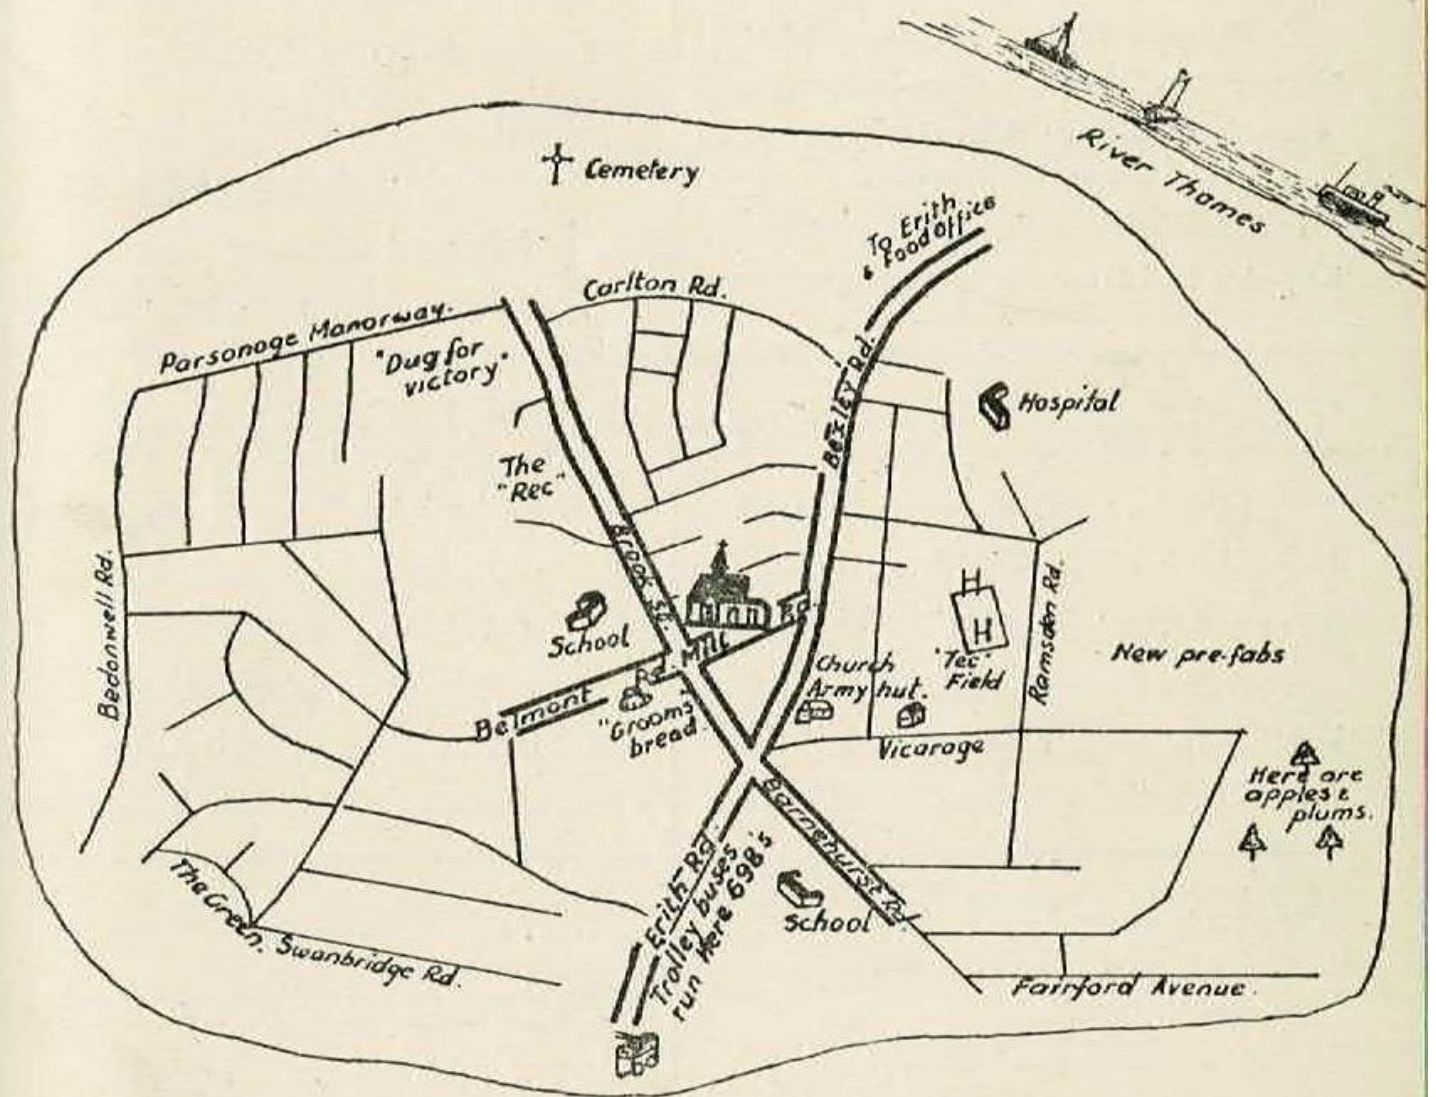 River Thames
Cemetery
To Erith
& Food Office
Carlton Rd.
Parsonage Manorway.
"Dug for
victory"
Bexley Rd.
Hospital
The
"Rec"
Brook St.
Bedonwell Rd.
School
Mill Rd.
H
H
"Tec"
Field
Ramsden Rd.
New pre-fabs
Belmont
Rd.
"Grooms"
bread
Church
Army hut.
Vicarage
Here are
apples &
plums.
Barnehurst Rd.
Erith Rd.
Trolley buses
run here 698's
School
The Green.
Swanbridge Rd.
Fairford Avenue.